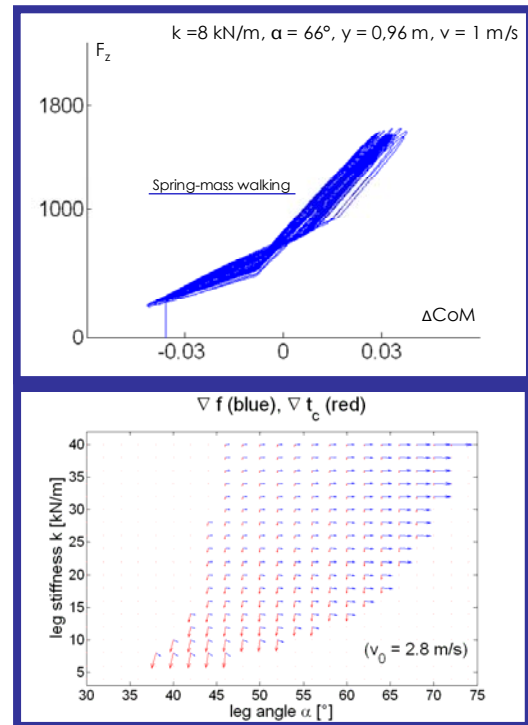 k =8 kN/m, α = 66°, y = 0,96 m, v = 1 m/s
F_z
1800
Spring-mass walking
1000
ΔCoM
0
-0.03 0 0.03
∇ f (blue), ∇ t_c (red)
leg stiffness k [kN/m]
40
35
30
25
20
15
10
5
(v_0 = 2.8 m/s)
30 35 40 45 50 55 60 65 70 75
leg angle α [°]